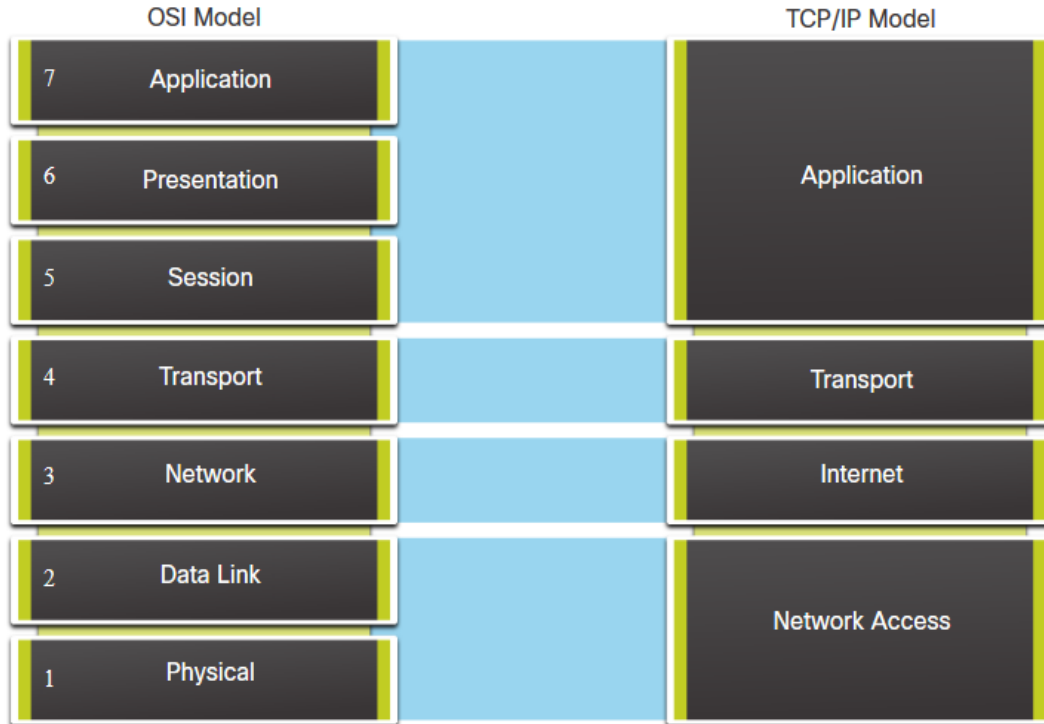 OSI Model
TCP/IP Model
7 Application
6 Presentation
5 Session
4 Transport
3 Network
2 Data Link
1 Physical
Application
Transport
Internet
Network Access